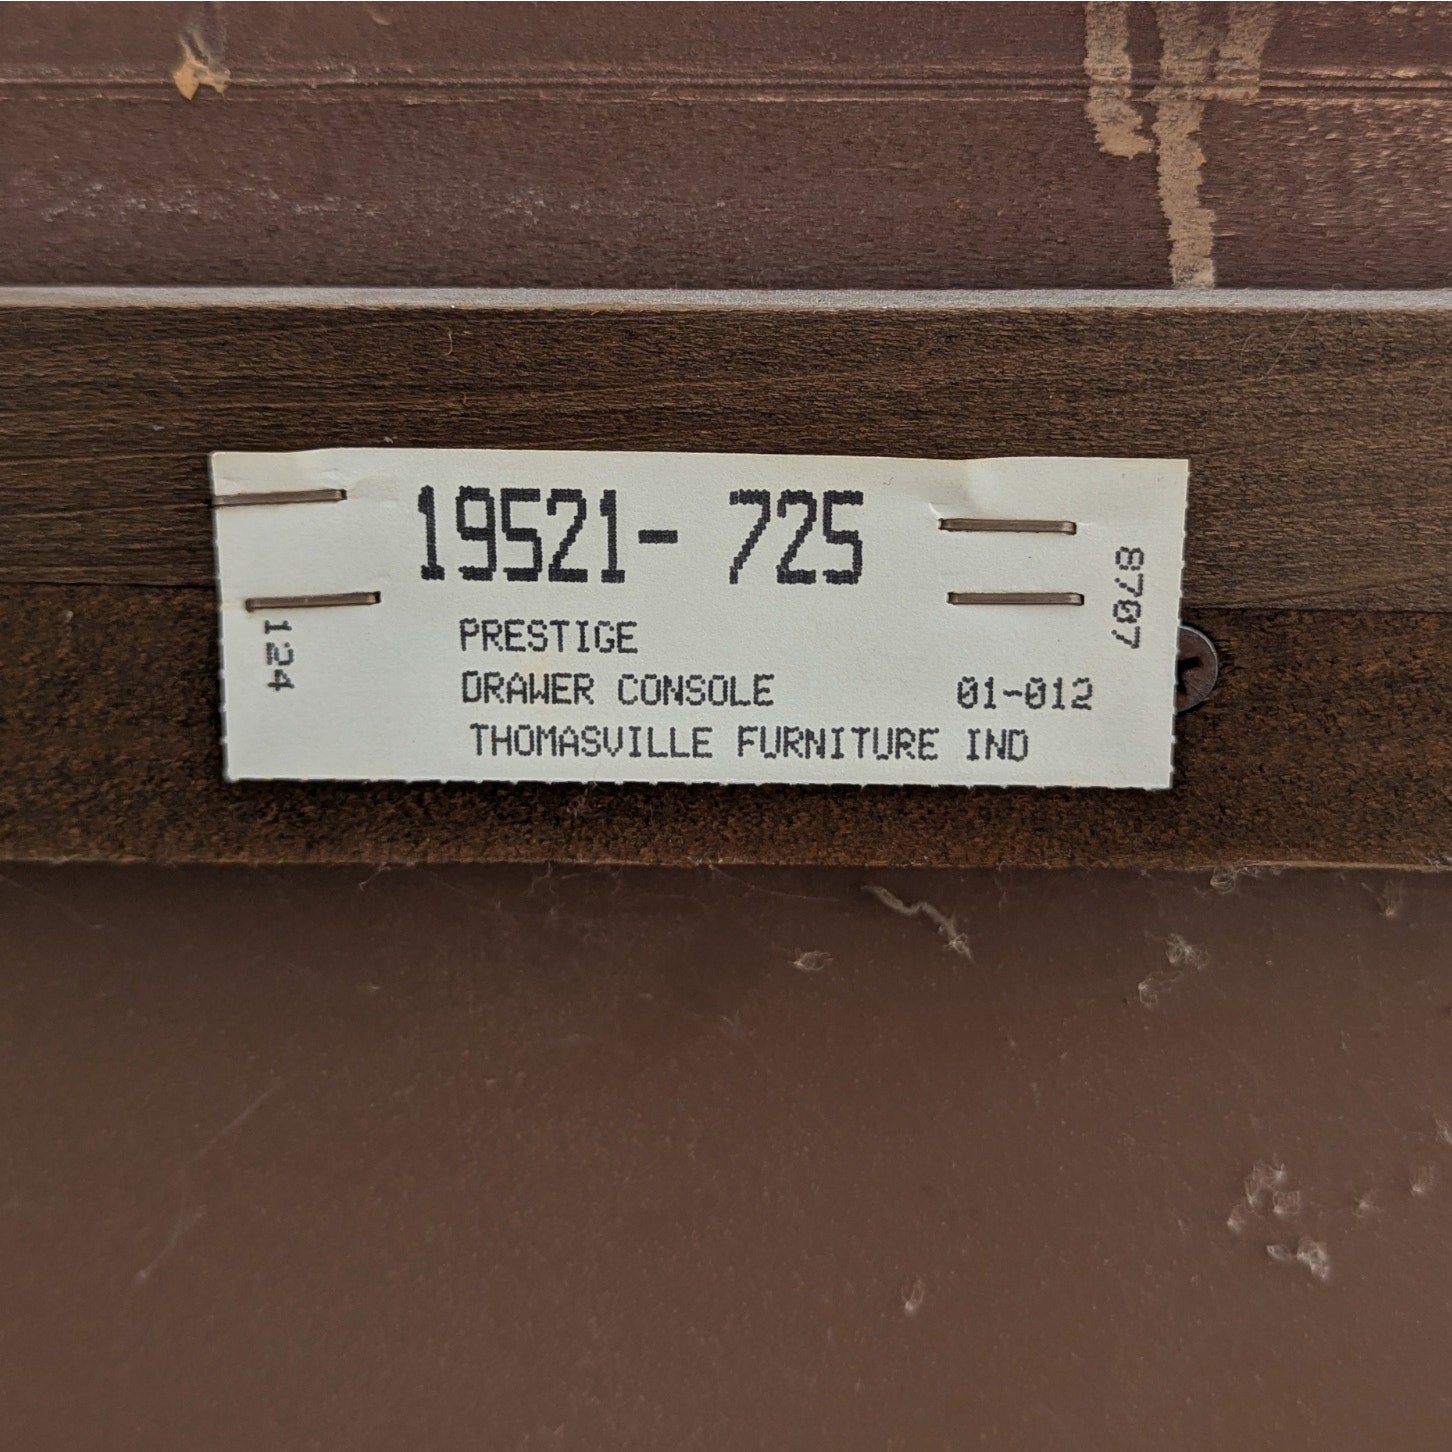 19521- 725
8707
124
PRESTIGE
DRAWER CONSOLE 01-012
THOMASVILLE FURNITURE IND